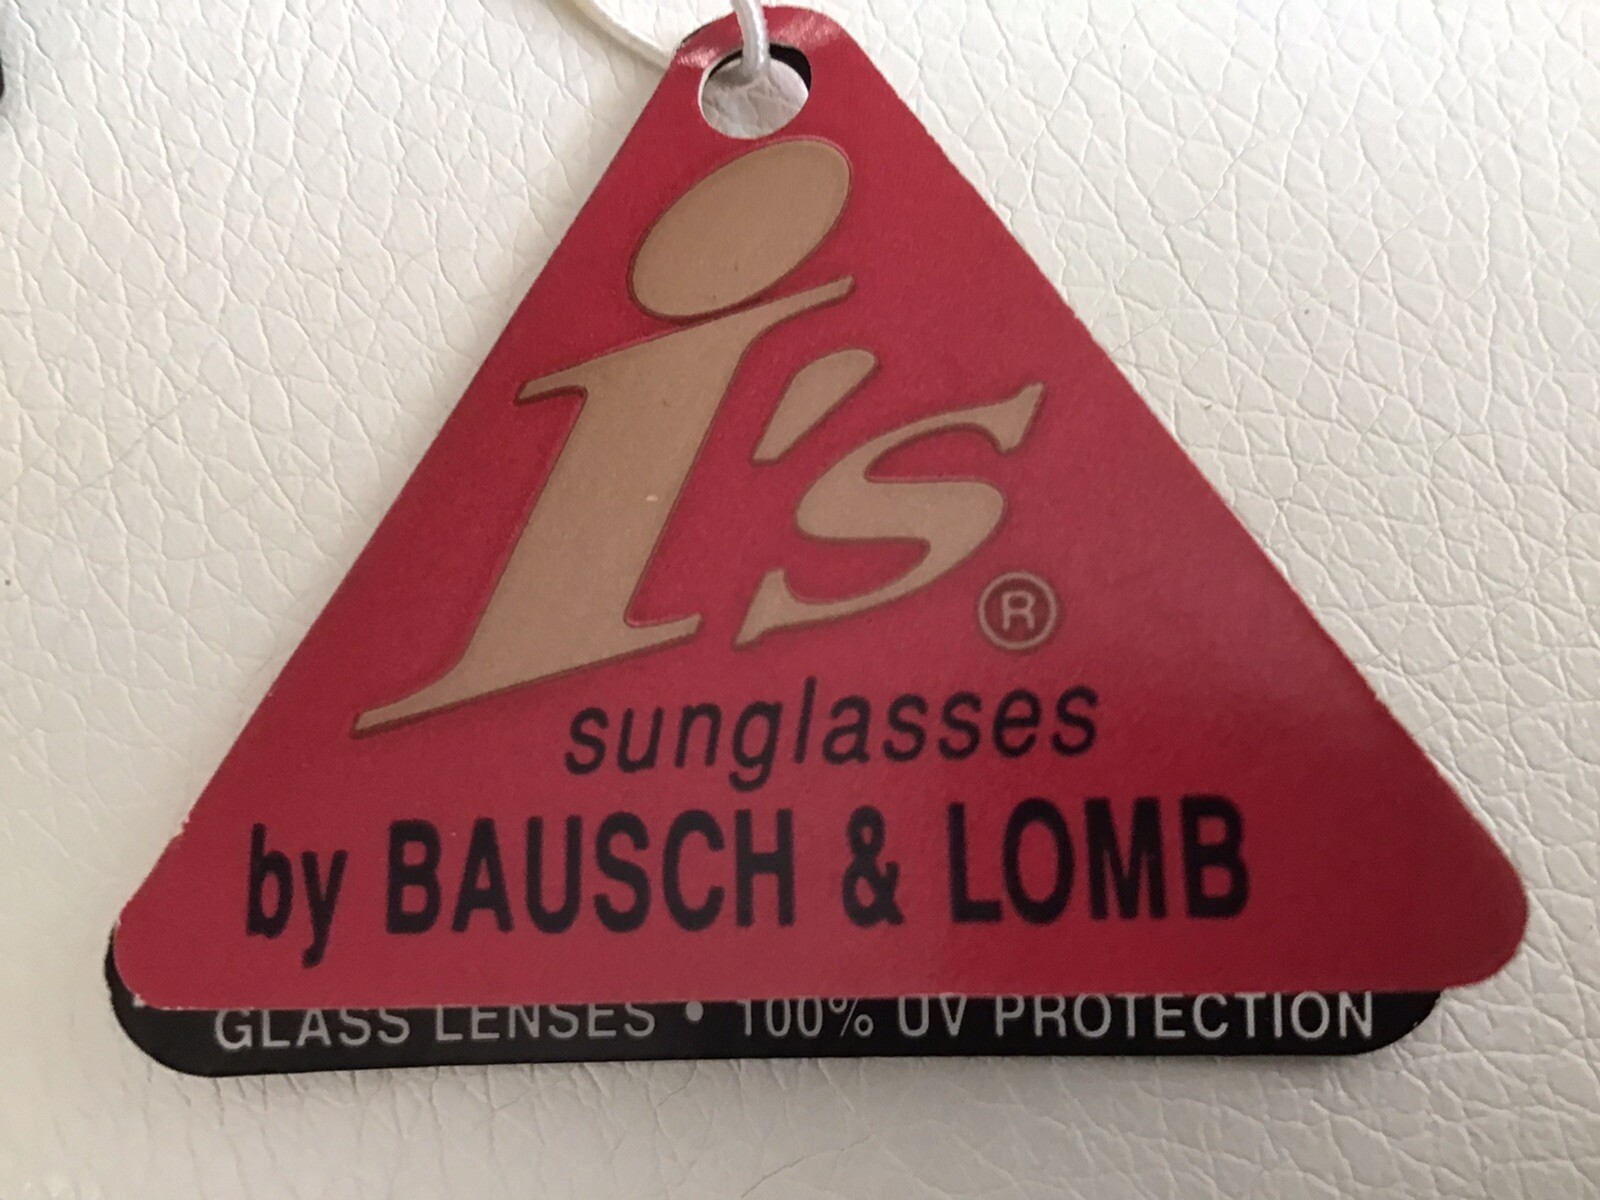 i's®
sunglasses
by BAUSCH & LOMB
GLASS LENSES • 100% UV PROTECTION